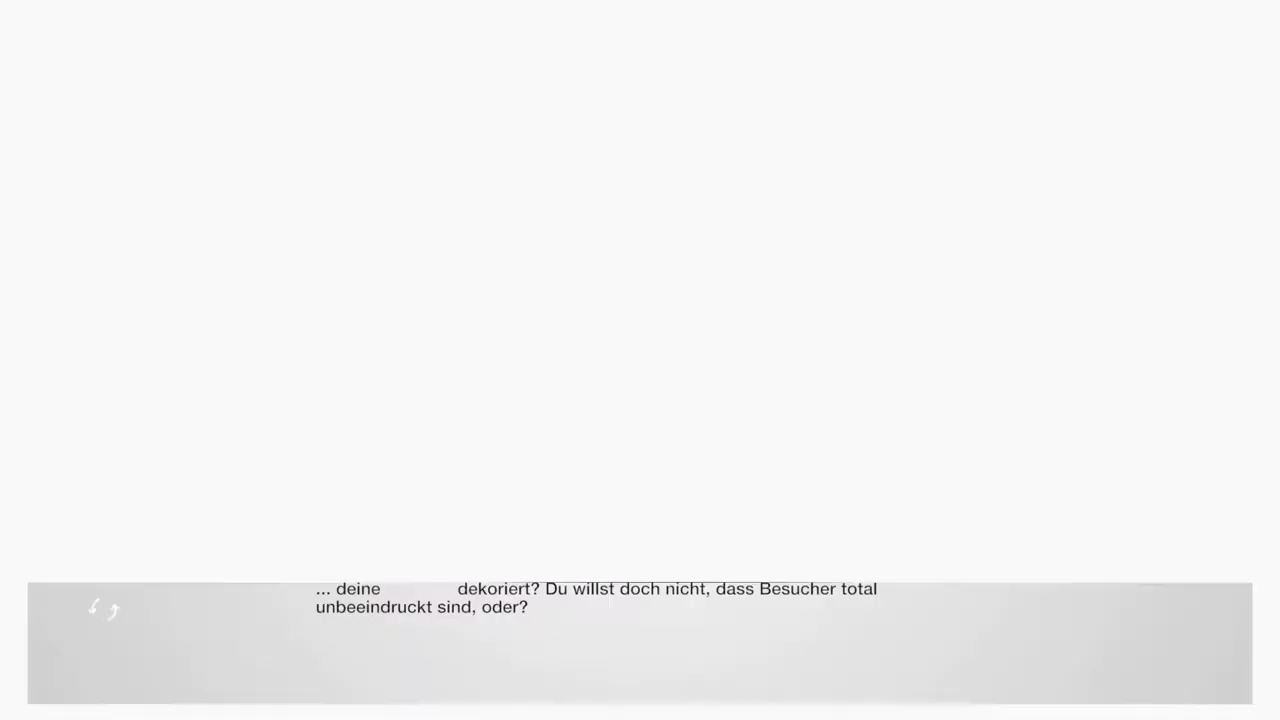 ... deine dekoriert? Du willst doch nicht, dass Besucher total
unbeeindruckt sind, oder?